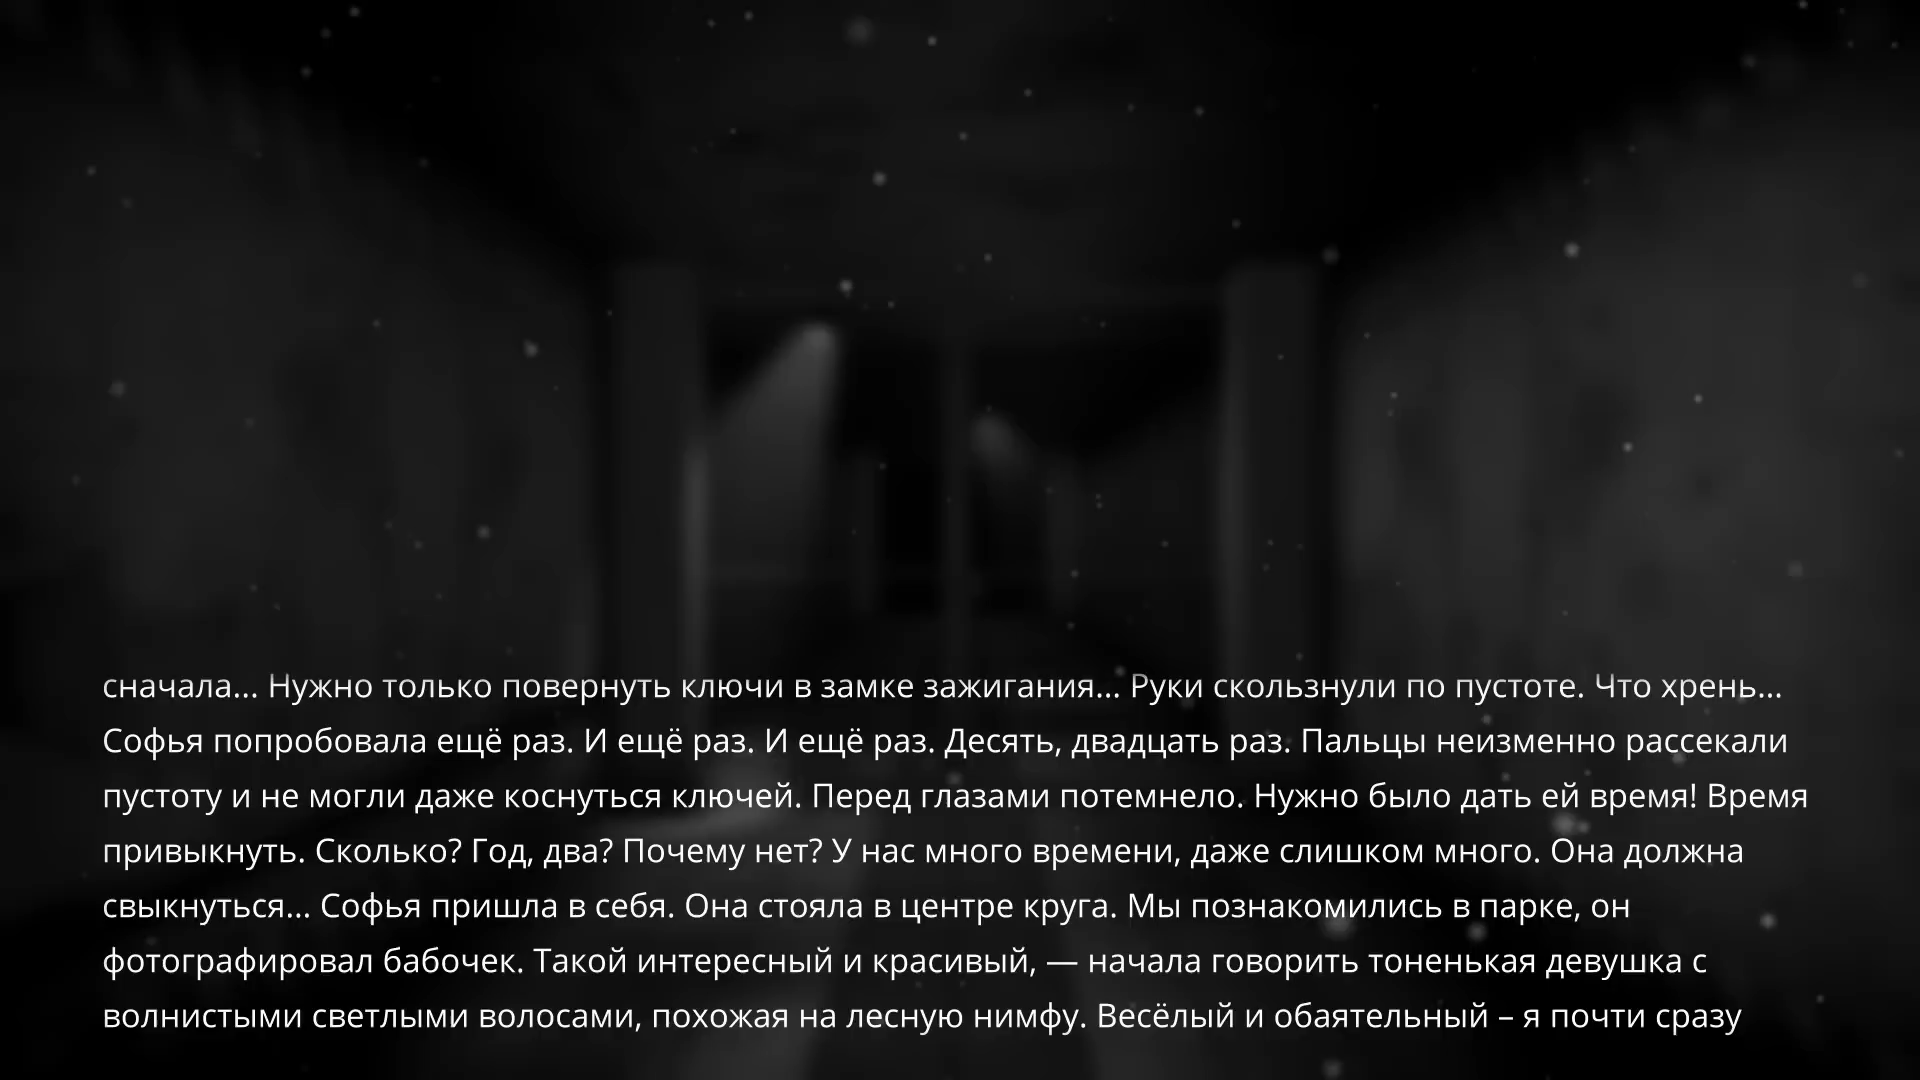 сначала... Нужно только повернуть ключи в замке зажигания... Руки скользнули по пустоте. Что хрень...
Софья попробовала ещё раз. И ещё раз. И ещё раз. Десять, двадцать раз. Пальцы неизменно рассекали
пустоту и не могли даже коснуться ключей. Перед глазами потемнело. Нужно было дать ей время! Время
привыкнуть. Сколько? Год, два? Почему нет? У нас много времени, даже слишком много. Она должна
свыкнуться... Софья пришла в себя. Она стояла в центре круга. Мы познакомились в парке, он
фотографировал бабочек. Такой интересный и красивый, — начала говорить тоненькая девушка с
волнистыми светлыми волосами, похожая на лесную нимфу. Весёлый и обаятельный – я почти сразу